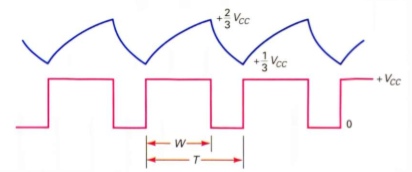 +2/3 VCC
+1/3 VCC
+VCC
0
W
T